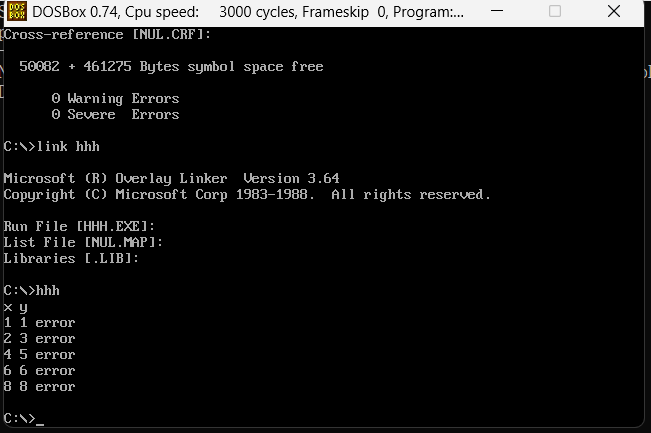 DOSBox 0.74, Cpu speed: 3000 cycles, Frameskip 0, Program:...
Cross-reference [NUL.CRF]:
50082 + 461275 Bytes symbol space free
0 Warning Errors
0 Severe Errors
C:\>link hhh
Microsoft (R) Overlay Linker Version 3.64
Copyright (C) Microsoft Corp 1983-1988. All rights reserved.
Run File [HHH.EXE]:
List File [NUL.MAP]:
Libraries [.LIB]:
C:\>hhh
x y
1 1 error
2 3 error
4 5 error
6 6 error
8 8 error
C:\>_